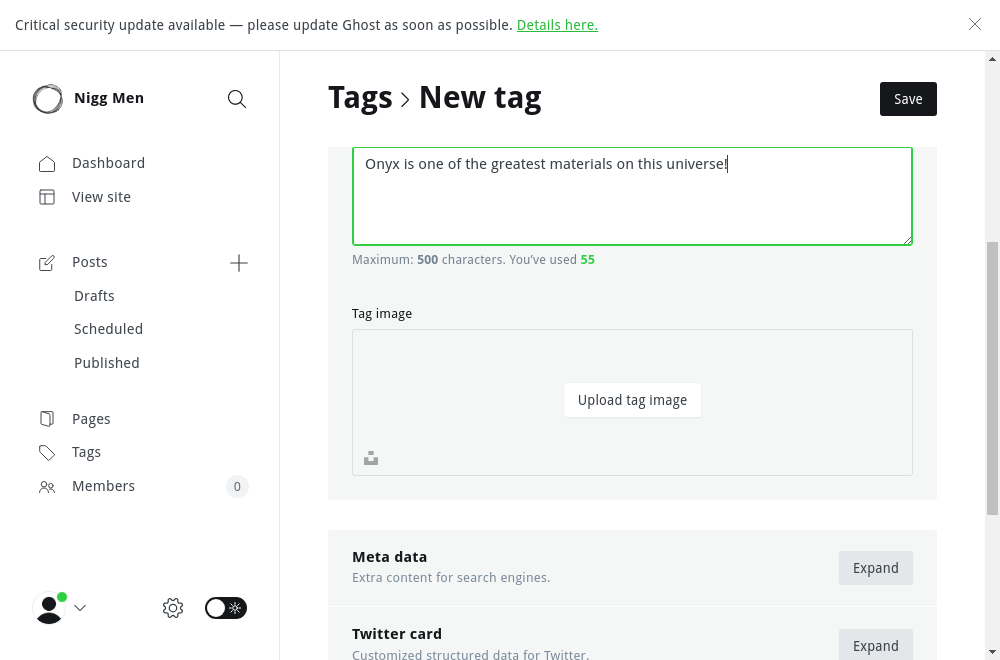 Critical security update available — please update Ghost as soon as possible. Details here.
Nigg Men
Dashboard
View site
Posts
Drafts
Scheduled
Published
Pages
Tags
Members
0
Tags > New tag
Save
Onyx is one of the greatest materials on this universe!
Maximum: 500 characters. You’ve used 55
Tag image
Upload tag image
Meta data
Extra content for search engines.
Expand
Twitter card
Customized structured data for Twitter.
Expand